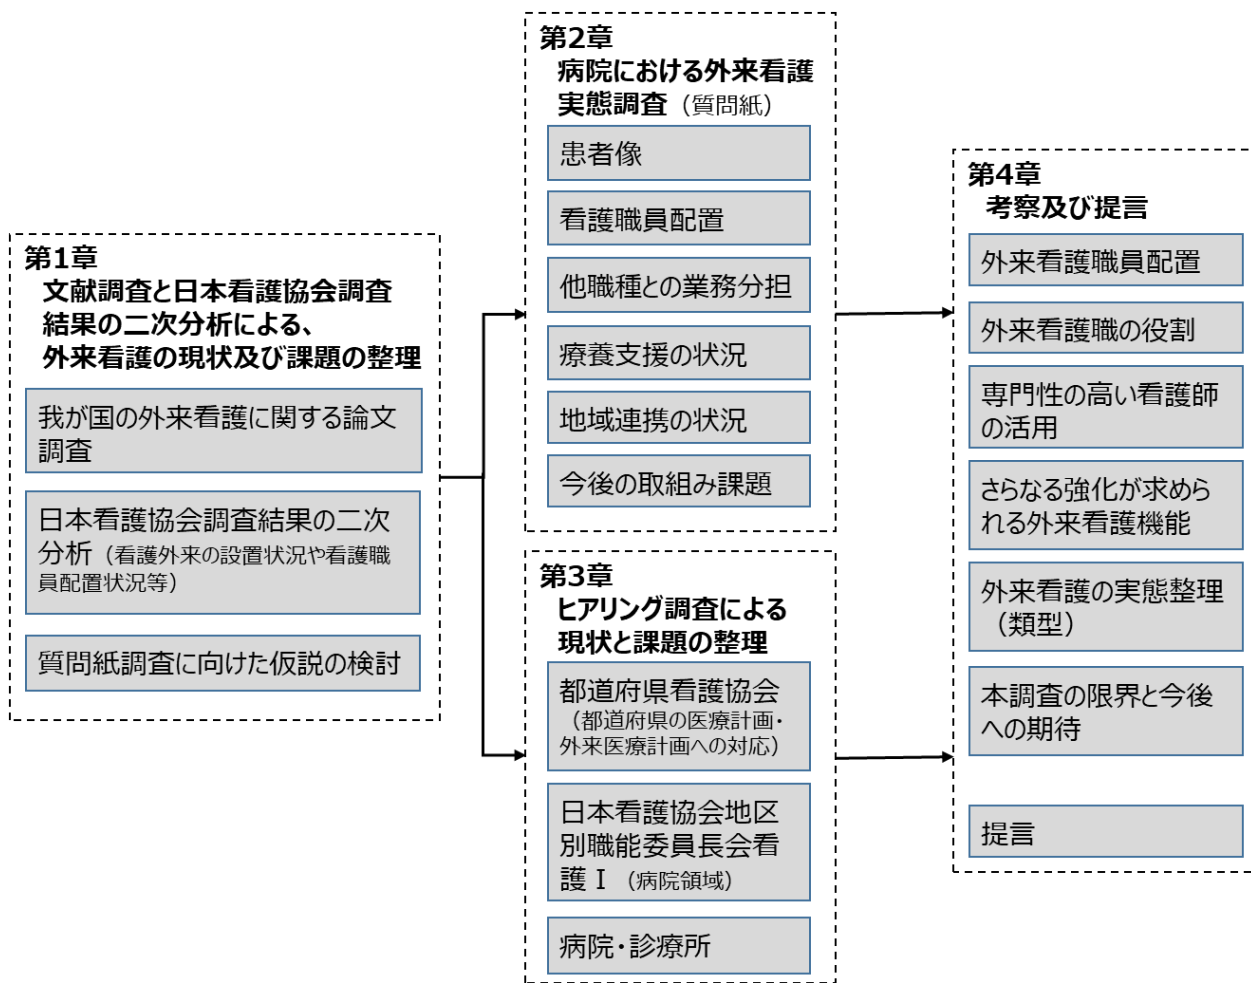 第1章
文献調査と日本看護協会調査
結果の二次分析による、
外来看護の現状及び課題の整理
我が国の外来看護に関する論文
調査
日本看護協会調査結果の二次
分析（看護外来の設置状況や看護職
員配置状況等）
質問紙調査に向けた仮説の検討
第2章
病院における外来看護
実態調査（質問紙）
患者像
看護職員配置
他職種との業務分担
療養支援の状況
地域連携の状況
今後の取組み課題
第3章
ヒアリング調査による
現状と課題の整理
都道府県看護協会
（都道府県の医療計画・
外来医療計画への対応）
日本看護協会地区
別職能委員長会看
護Ⅰ（病院領域）
病院・診療所
第4章
考察及び提言
外来看護職員配置
外来看護職の役割
専門性の高い看護師
の活用
さらなる強化が求めら
れる外来看護機能
外来看護の実態整理
（類型）
本調査の限界と今後
への期待
提言